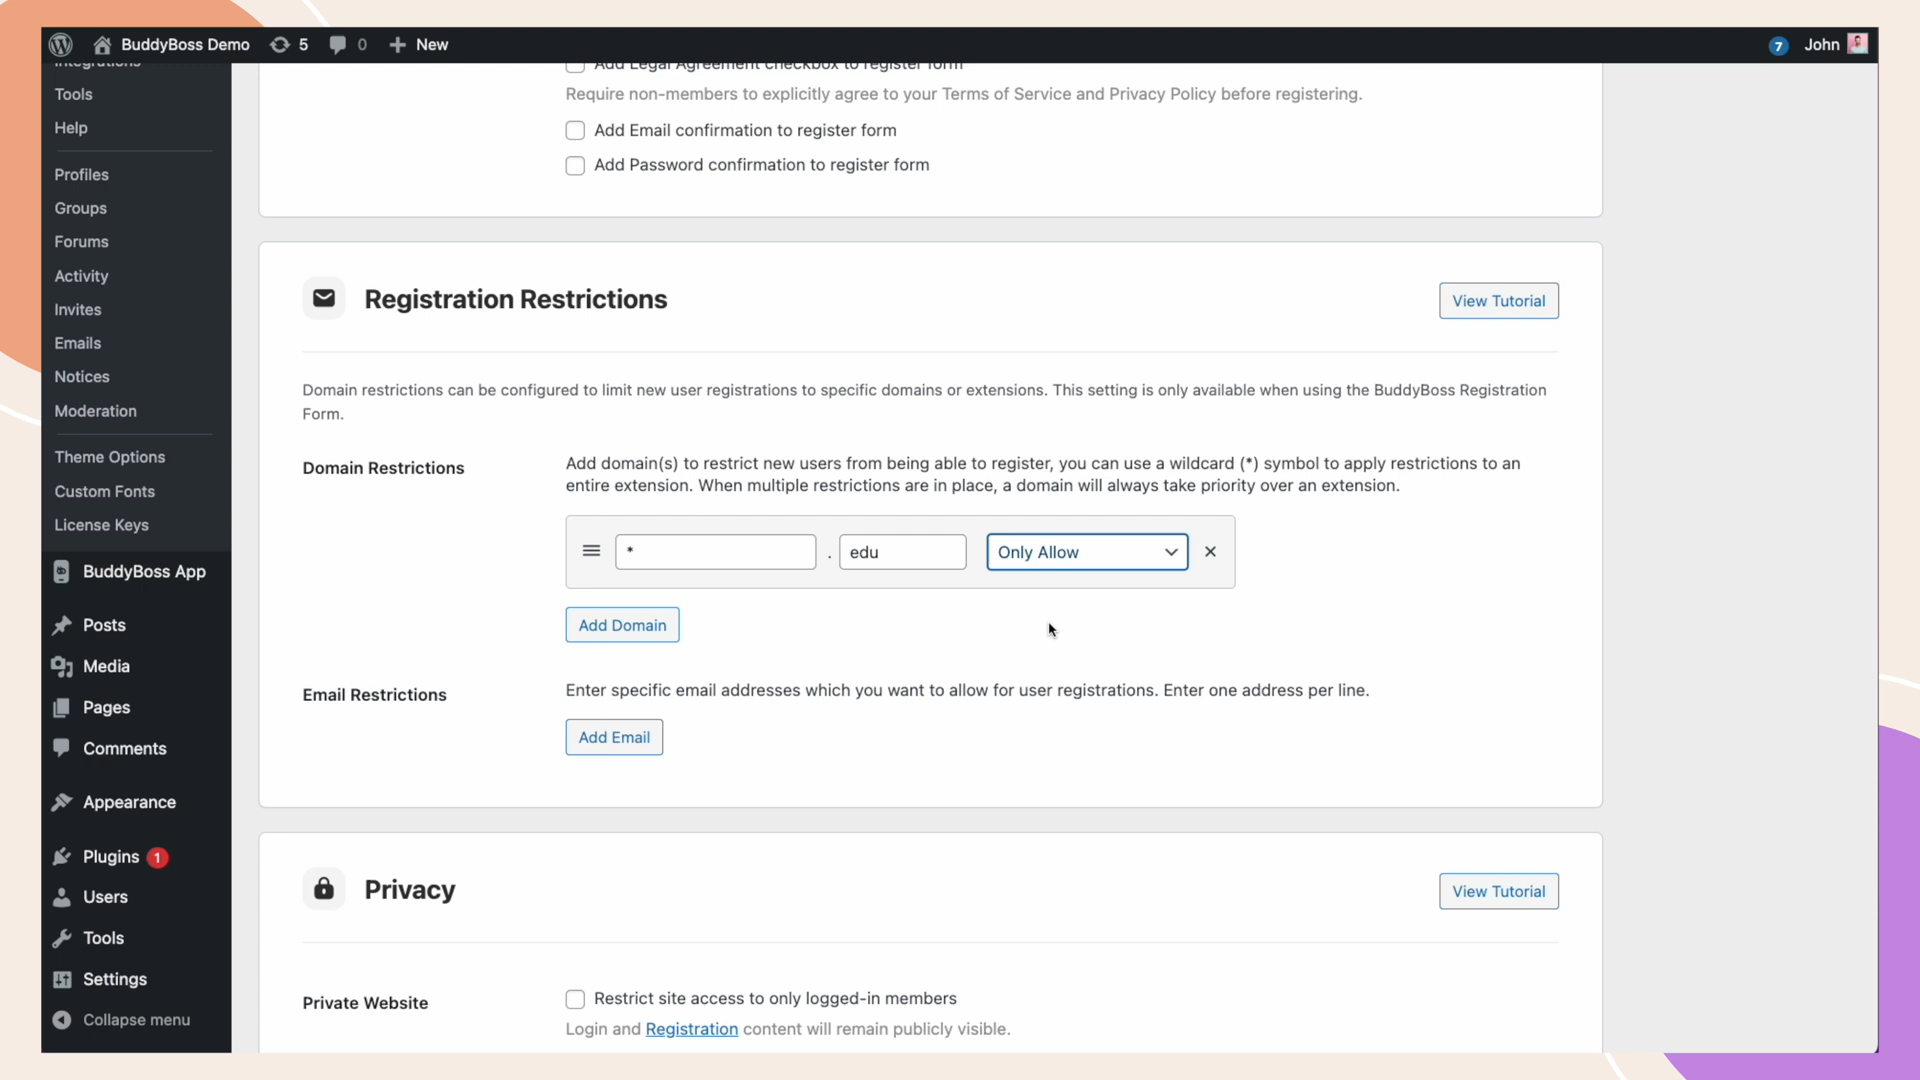 BuddyBoss Demo 5 0 New 7 John
Integrations
Tools
Help
Profiles
Groups
Forums
Activity
Invites
Emails
Notices
Moderation
Theme Options
Custom Fonts
License Keys
BuddyBoss App
Posts
Media
Pages
Comments
Appearance
Plugins 1
Users
Tools
Settings
Collapse menu
Add Legal Agreement checkbox to register form
Require non-members to explicitly agree to your Terms of Service and Privacy Policy before registering.
Add Email confirmation to register form
Add Password confirmation to register form
Registration Restrictions
View Tutorial
Domain restrictions can be configured to limit new user registrations to specific domains or extensions. This setting is only available when using the BuddyBoss Registration
Form.
Domain Restrictions
Add domain(s) to restrict new users from being able to register, you can use a wildcard (*) symbol to apply restrictions to an
entire extension. When multiple restrictions are in place, a domain will always take priority over an extension.
* . edu Only Allow
Add Domain
Email Restrictions
Enter specific email addresses which you want to allow for user registrations. Enter one address per line.
Add Email
Privacy
View Tutorial
Private Website
Restrict site access to only logged-in members
Login and Registration content will remain publicly visible.